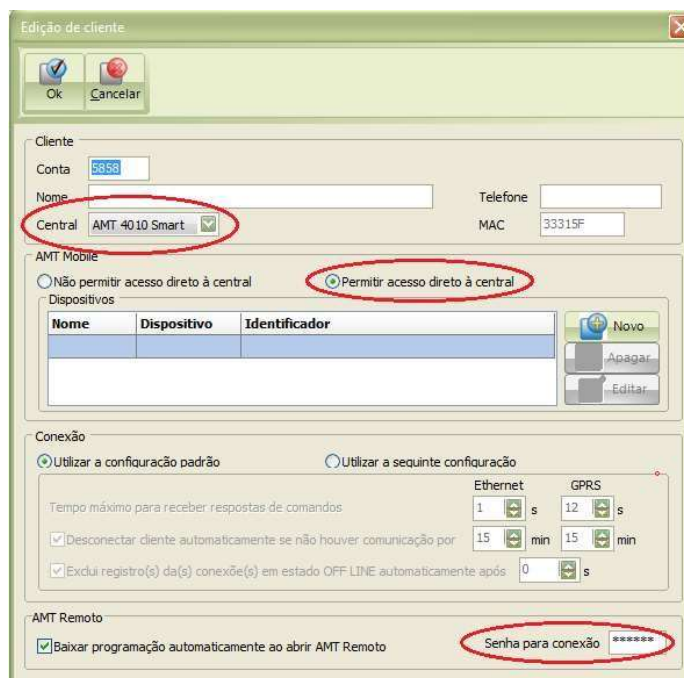 Edição de cliente
Ok Cancelar
Cliente
Conta 5858
Nome Telefone
Central AMT 4010 Smart MAC 33315F
AMT Mobile
Não permitir acesso direto à central Permitir acesso direto à central
Dispositivos
Nome Dispositivo Identificador
Novo
Apagar
Editar
Conexão
Utilizar a configuração padrão Utilizar a seguinte configuração
Ethernet GPRS
Tempo máximo para receber respostas de comandos 1 s 12 s
Desconectar cliente automaticamente se não houver comunicação por 15 min 15 min
Exclui registro(s) da(s) conexõe(s) em estado OFF LINE automaticamente após 0 s
AMT Remoto
Baixar programação automaticamente ao abrir AMT Remoto Senha para conexão ******